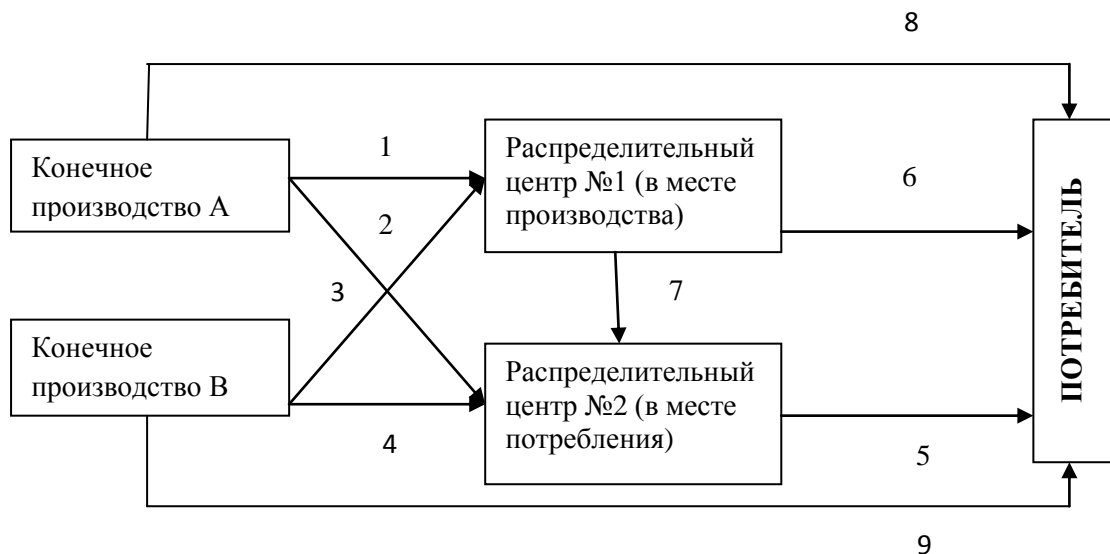 8
Конечное
производство А
1
2
3
Распределительный
центр №1 (в месте
производства)
6
7
ПОТРЕБИТЕЛЬ
Конечное
производство В
4
Распределительный
центр №2 (в месте
потребления)
5
9